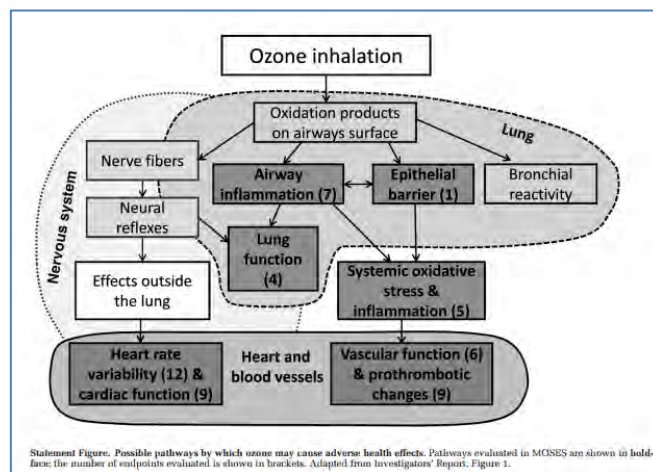 Ozone inhalation
Oxidation products
on airways surface
Lung
Nerve fibers
Airway
inflammation (7)
Epithelial
barrier (1)
Bronchial
reactivity
Nervous system
Neural
reflexes
Lung
function
(4)
Effects outside
the lung
Systemic oxidative
stress &
inflammation (5)
Heart rate
variability (12) &
cardiac function
(9)
Heart and
blood vessels
Vascular function (6)
& prothrombotic
changes (9)
Statement Figure. Possible pathways by which ozone may cause adverse health effects. Pathways evaluated in MOSES are shown in bold-
face; the number of endpoints evaluated is shown in brackets. Adapted from Investigators' Report, Figure 1.